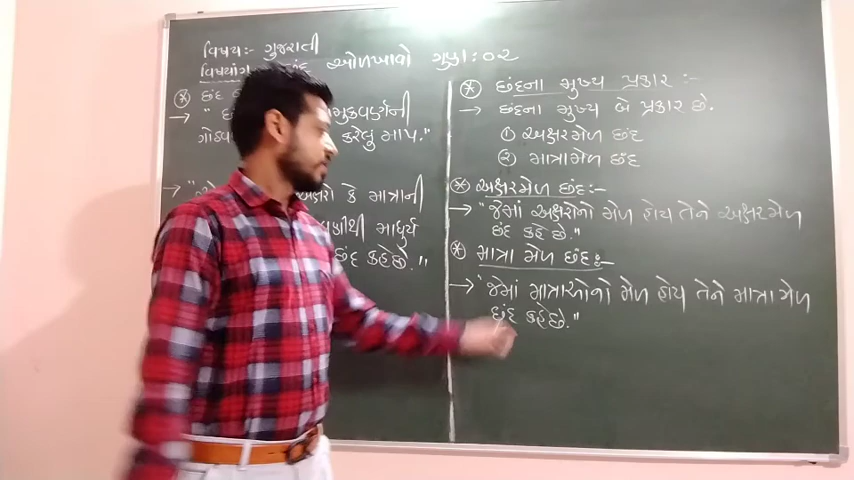 વિષય:- ગુજરાતી
વિષયાંગ છંદ ઓળખાવો ગુણ: ૦૨
* છંદ
→ "છ મુકવર્ણની
ગોઠવ કરેલું માપ."
→ અક્ષરો કે માત્રાની
ણીથી માધુર્ય
છંદ કહેછે."
* છંદના મુખ્ય પ્રકાર :-
→ છંદના મુખ્ય બે પ્રકાર છે.
① અક્ષરમેળ છંદ
② માત્રામેળ છંદ
* અક્ષરમેળ છંદ:-
→ "જેમાં અક્ષરોનો મેળ હોય તેને અક્ષરમેળ
છંદ કહે છે."
* માત્રા મેળ છંદ:-
→ "જેમાં માત્રાઓનો મેળ હોય તેને માત્રામેળ
છંદ કહેછે."